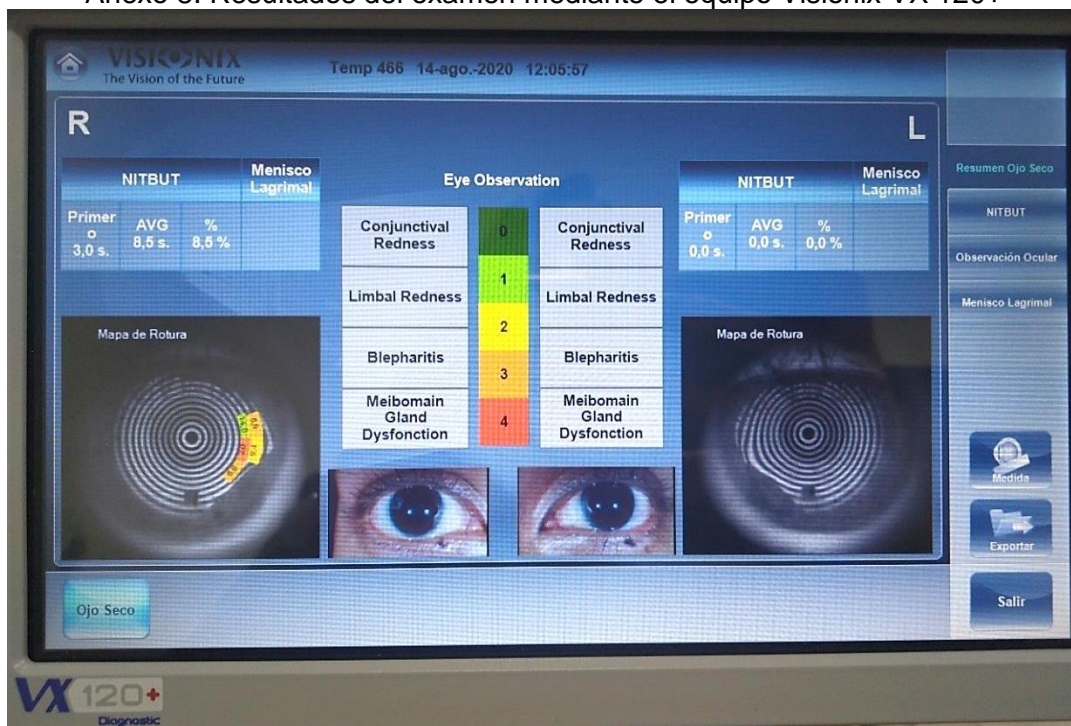 Anexo 3. Resultados del examen mediante el equipo Visionix VX 120+
VISIONIX
The Vision of the Future
Temp 466 14-ago.-2020 12:05:57
R
L
NITBUT
Menisco
Lagrimal
Primer
o
3,0 s.
AVG
8,5 s.
%
8,5 %
Eye Observation
Conjunctival
Redness
Limbal Redness
Blepharitis
Meibomain
Gland
Dysfonction
0
1
2
3
4
Conjunctival
Redness
Limbal Redness
Blepharitis
Meibomain
Gland
Dysfonction
NITBUT
Menisco
Lagrimal
Primer
o
0,0 s.
AVG
0,0 s.
%
0,0 %
Mapa de Rotura
Mapa de Rotura
Resumen Ojo Seco
NITBUT
Observación Ocular
Menisco Lagrimal
Medida
Exportar
Salir
Ojo Seco
VX 120+
Diagnostic